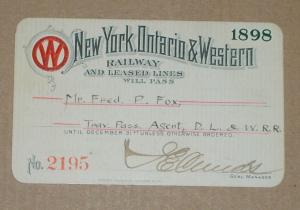 1898
W New York, Ontario & Western
RAILWAY
AND LEASED LINES
WILL PASS
Mr. Fred. P. Fox,
Trav. Pass. Agent, D. L. & W. R.R.
UNTIL DECEMBER 31ST UNLESS OTHERWISE ORDERED.
No. 2195
GENL MANAGER